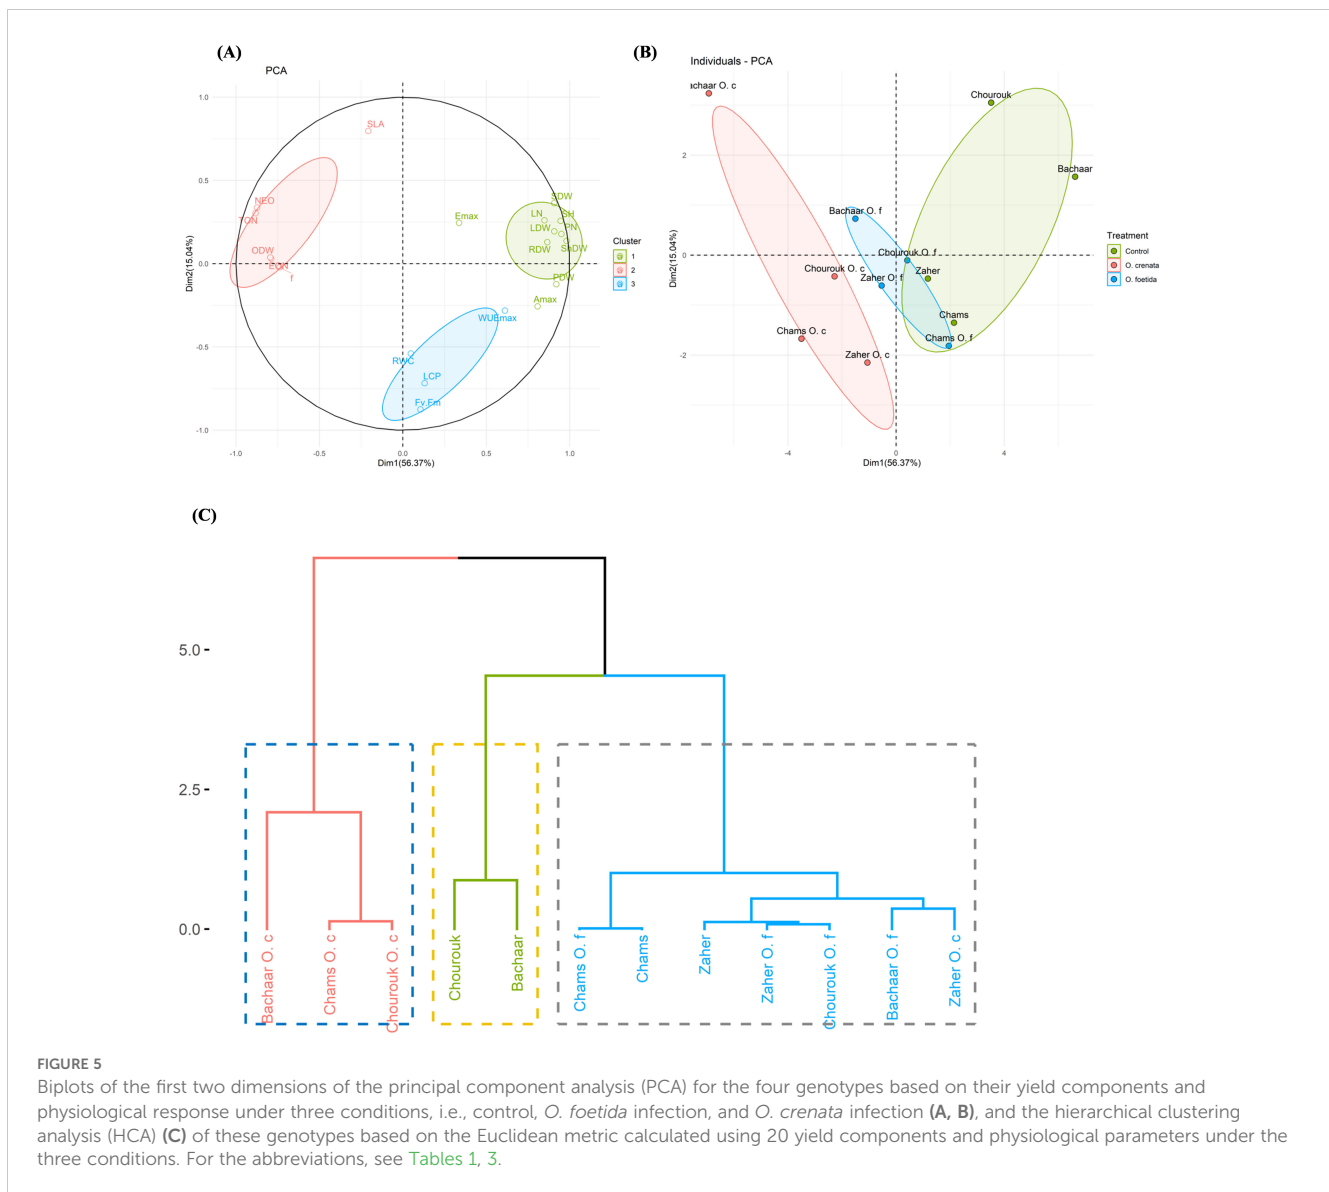 (A)
PCA
Dim2(15.04%)
1.0
0.5
0.0
-0.5
-1.0
-1.0
-0.5
0.0
0.5
1.0
Dim1(56.37%)
SLA
NEO
TON
ODW
EON
f
Emax
SDW
LN
SH
LDW
PN
RDW
ShDW
PDW
Amax
WUEmax
RWC
LCP
Fv.Fm
Cluster
1
2
3
(B)
Individuals - PCA
Dim2(15.04%)
2
0
-2
-4
0
4
Dim1(56.37%)
achaar O. c
Chourouk
Bachaar
Bachaar O. f
Chourouk O. f
Chourouk O. c
Zaher O. f
Zaher
Chams
Chams O. c
Chams O. f
Zaher O. c
Treatment
Control
O. crenata
O. foetida
(C)
5.0
2.5
0.0
Bachaar O. c
Chams O. c
Chourouk O. c
Chourouk
Bachaar
Chams O. f
Chams
Zaher
Zaher O. f
Chourouk O. f
Bachaar O. f
Zaher O. c
FIGURE 5
Biplots of the first two dimensions of the principal component analysis (PCA) for the four genotypes based on their yield components and
physiological response under three conditions, i.e., control, O. foetida infection, and O. crenata infection (A, B), and the hierarchical clustering
analysis (HCA) (C) of these genotypes based on the Euclidean metric calculated using 20 yield components and physiological parameters under the
three conditions. For the abbreviations, see Tables 1, 3.